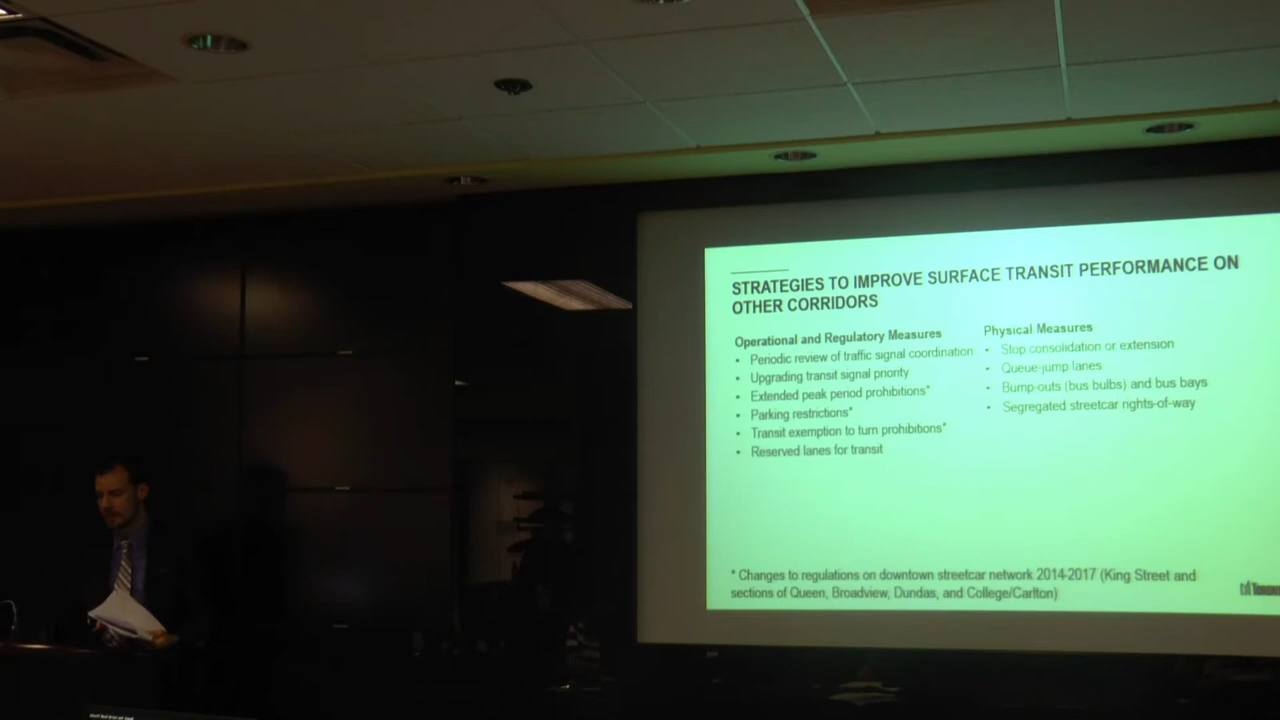 STRATEGIES TO IMPROVE SURFACE TRANSIT PERFORMANCE ON
OTHER CORRIDORS
Operational and Regulatory Measures
• Periodic review of traffic signal coordination
• Upgrading transit signal priority
• Extended peak period prohibitions*
• Parking restrictions*
• Transit exemption to turn prohibitions*
• Reserved lanes for transit
Physical Measures
• Stop consolidation or extension
• Queue-jump lanes
• Bump-outs (bus bulbs) and bus bays
• Segregated streetcar rights-of-way
* Changes to regulations on downtown streetcar network 2014-2017 (King Street and
sections of Queen, Broadview, Dundas, and College/Carlton)